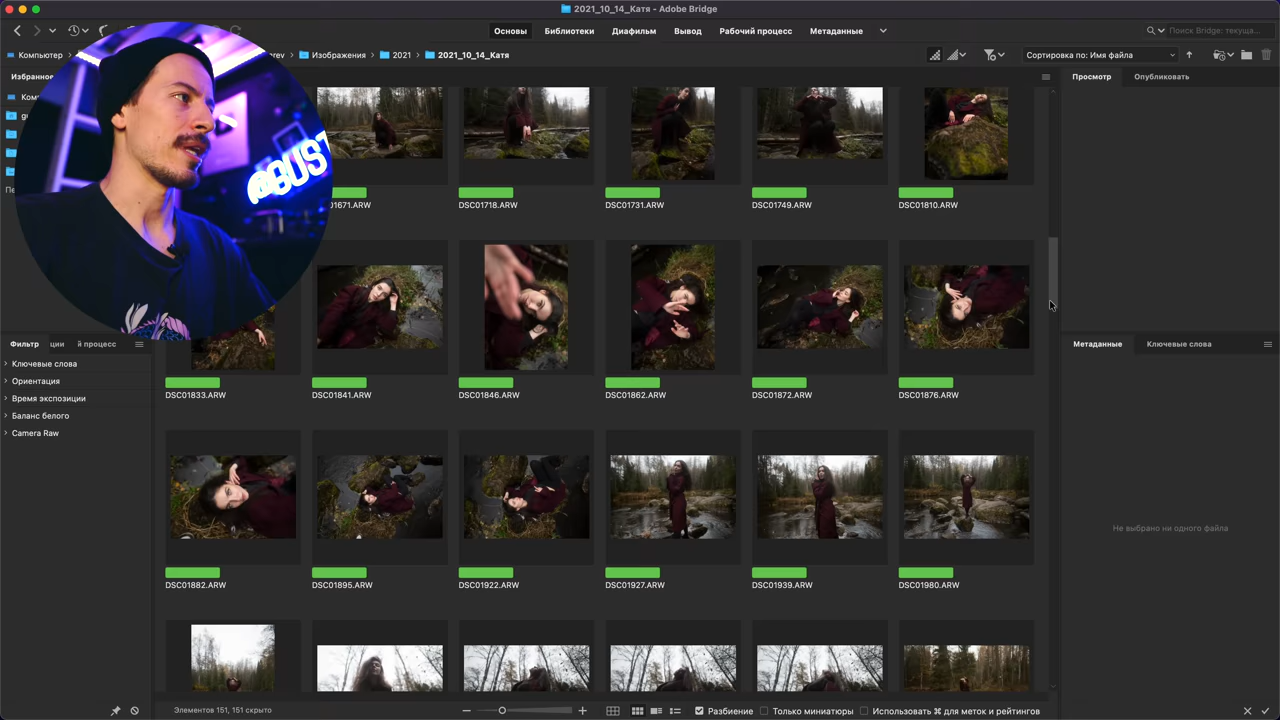 2021_10_14_Катя - Adobe Bridge
Основы Библиотеки Диафильм Вывод Рабочий процесс Метаданные
Поиск Bridge: текуща...
Компьютер
Изображения 2021 2021_10_14_Катя
Сортировка по: Имя файла
Избранное
Просмотр Опубликовать
@BUST
DSC01718.ARW DSC01731.ARW DSC01749.ARW DSC01810.ARW
Фильтр ции й процесс
Метаданные Ключевые слова
Ключевые слова
Ориентация
Время экспозиции
Баланс белого
Camera Raw
DSC01833.ARW DSC01841.ARW DSC01846.ARW DSC01862.ARW DSC01872.ARW DSC01876.ARW
Не выбрано ни одного файла
DSC01882.ARW DSC01895.ARW DSC01922.ARW DSC01927.ARW DSC01939.ARW DSC01980.ARW
Элементов 151, 151 скрыто
Разбиение Только миниатюры Использовать ⌘ для меток и рейтингов